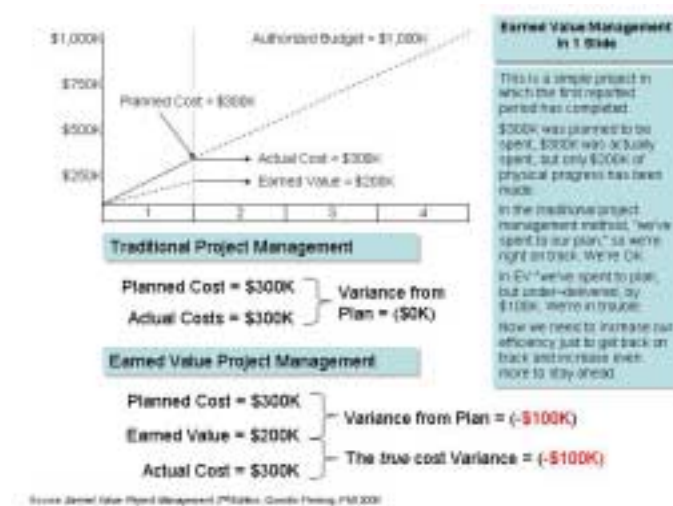 $1,000K
Authorized Budget = $1,000K
$750K
Planned Cost = $300K
$500K
Actual Cost = $300K
$250K
Earned Value = $200K
1 2 3 4
Earned Value Management
in 1 Slide
This is a simple project in
which the first reported
period has completed.
$300K was planned to be
spent, $300K was actually
spent, but only $200K of
physical progress has been
made.
In the traditional project
management method, "we've
spent to our plan," so we're
right on track. We're OK.
In EV "we've spent to plan,
but under-delivered, by
$100K. We're in trouble.
Now we need to increase our
efficiency just to get back on
track and increase even
more to stay ahead.
Traditional Project Management
Planned Cost = $300K
Actual Costs = $300K
Variance from
Plan = ($0K)
Earned Value Project Management
Planned Cost = $300K
Earned Value = $200K
Actual Cost = $300K
Variance from Plan = (-$100K)
The true cost Variance = (-$100K)
Source: Earned Value Project Management, Fleming, PMI